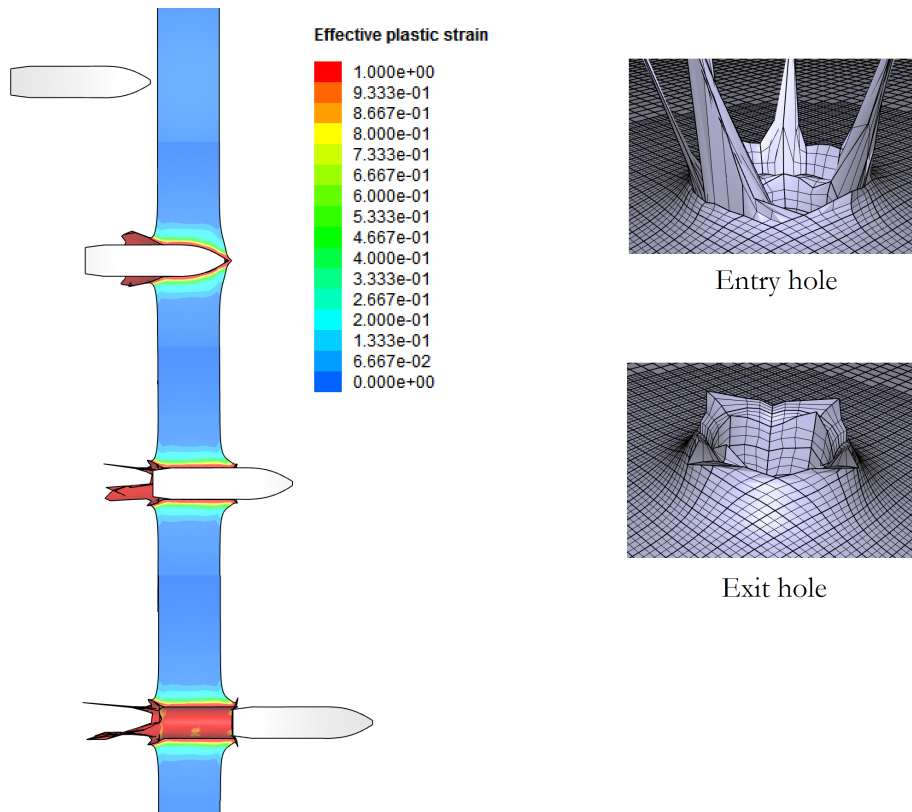 Effective plastic strain
1.000e+00
9.333e-01
8.667e-01
8.000e-01
7.333e-01
6.667e-01
6.000e-01
5.333e-01
4.667e-01
4.000e-01
3.333e-01
2.667e-01
2.000e-01
1.333e-01
6.667e-02
0.000e+00
Entry hole
Exit hole